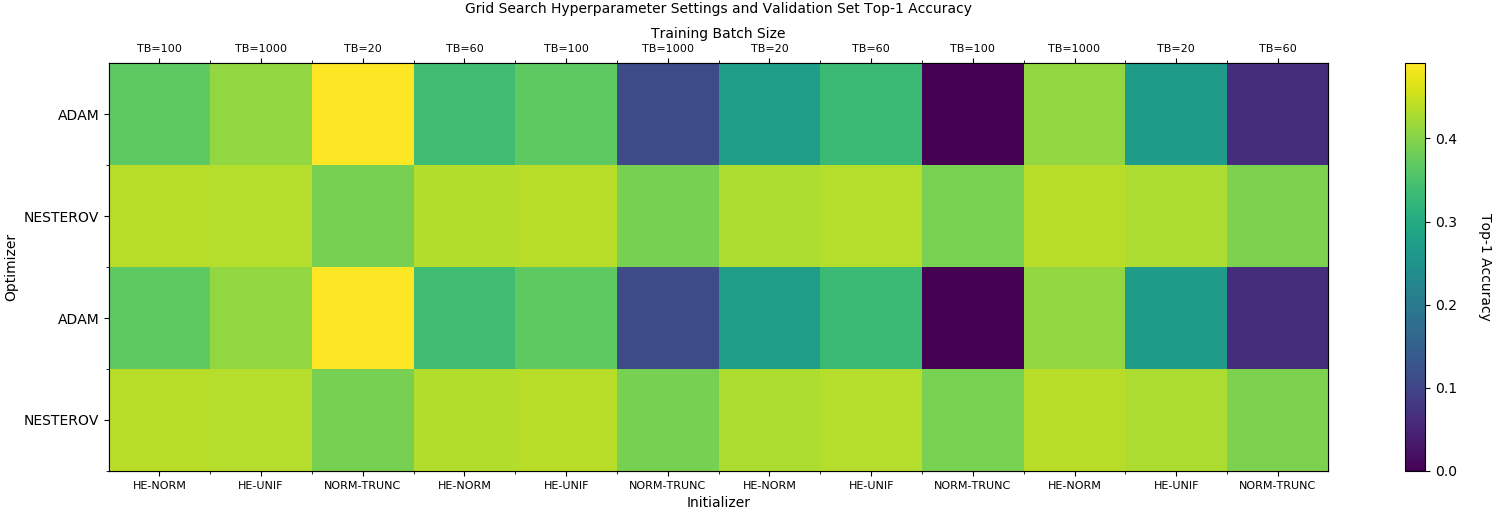 Grid Search Hyperparameter Settings and Validation Set Top-1 Accuracy
Training Batch Size
TB=100 TB=1000 TB=20 TB=60 TB=100 TB=1000 TB=20 TB=60 TB=100 TB=1000 TB=20 TB=60
ADAM
NESTEROV
ADAM
NESTEROV
Optimizer
HE-NORM HE-UNIF NORM-TRUNC HE-NORM HE-UNIF NORM-TRUNC HE-NORM HE-UNIF NORM-TRUNC HE-NORM HE-UNIF NORM-TRUNC
Initializer
0.4
0.3
0.2
0.1
0.0
Top-1 Accuracy